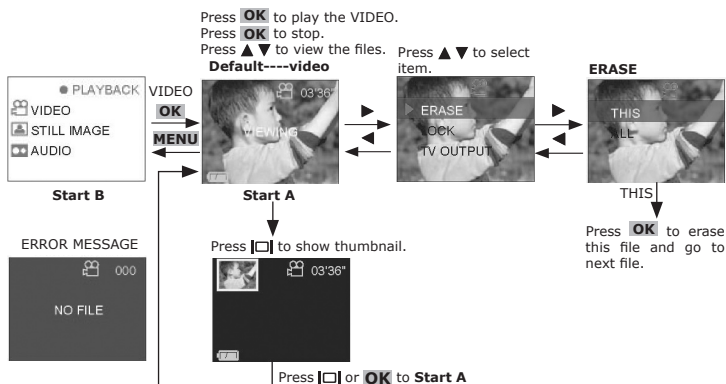 Press OK to play the VIDEO.
Press OK to stop.
Press ▲ ▼ to view the files.
Default----video
Press ▲ ▼ to select
item.
ERASE
PLAYBACK
VIDEO
STILL IMAGE
AUDIO
Start B
VIDEO
OK
MENU
03'36"
VIEWING
Start A
ERASE
LOCK
TV OUTPUT
THIS
ALL
THIS
Press OK to erase
this file and go to
next file.
ERROR MESSAGE
000
NO FILE
Press |□| to show thumbnail.
03'36"
Press |□| or OK to Start A